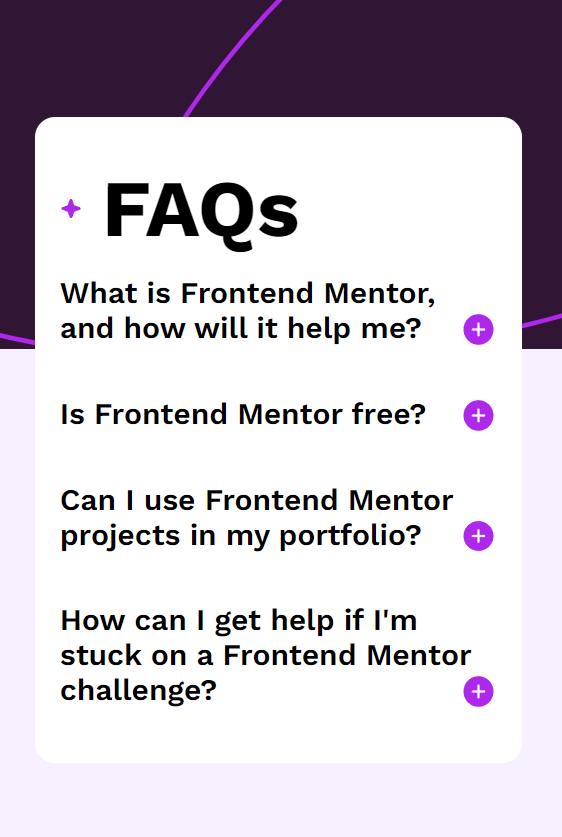 FAQs
What is Frontend Mentor,
and how will it help me?
Is Frontend Mentor free?
Can I use Frontend Mentor
projects in my portfolio?
How can I get help if I'm
stuck on a Frontend Mentor
challenge?